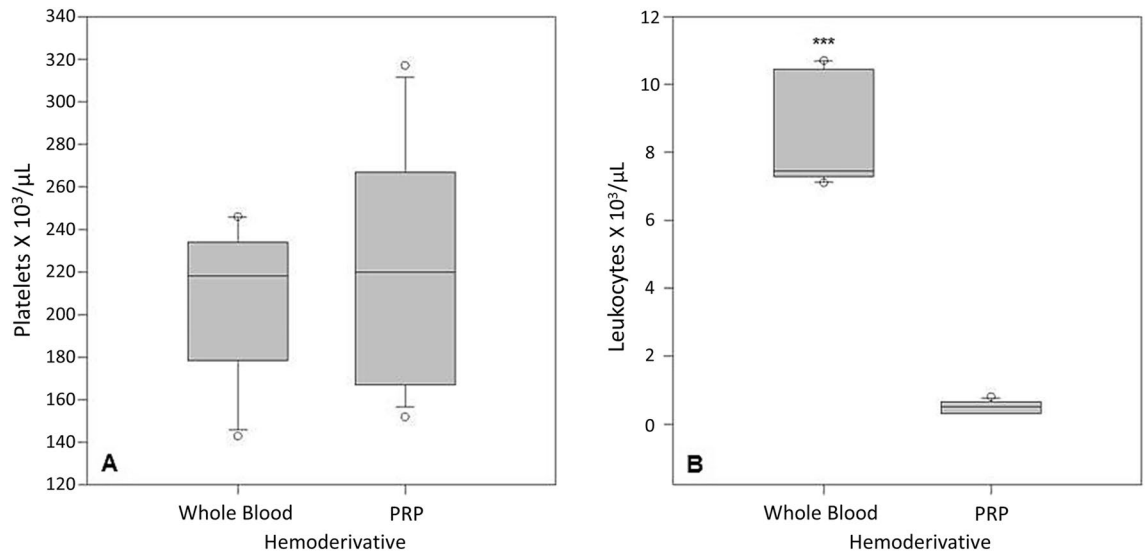 340
320
300
280
260
240
220
200
180
160
140
120
Platelets X 10³/µL
A
Whole Blood
PRP
Hemoderivative
12
10
8
6
4
2
0
Leukocytes X 10³/µL
***
B
Whole Blood
PRP
Hemoderivative